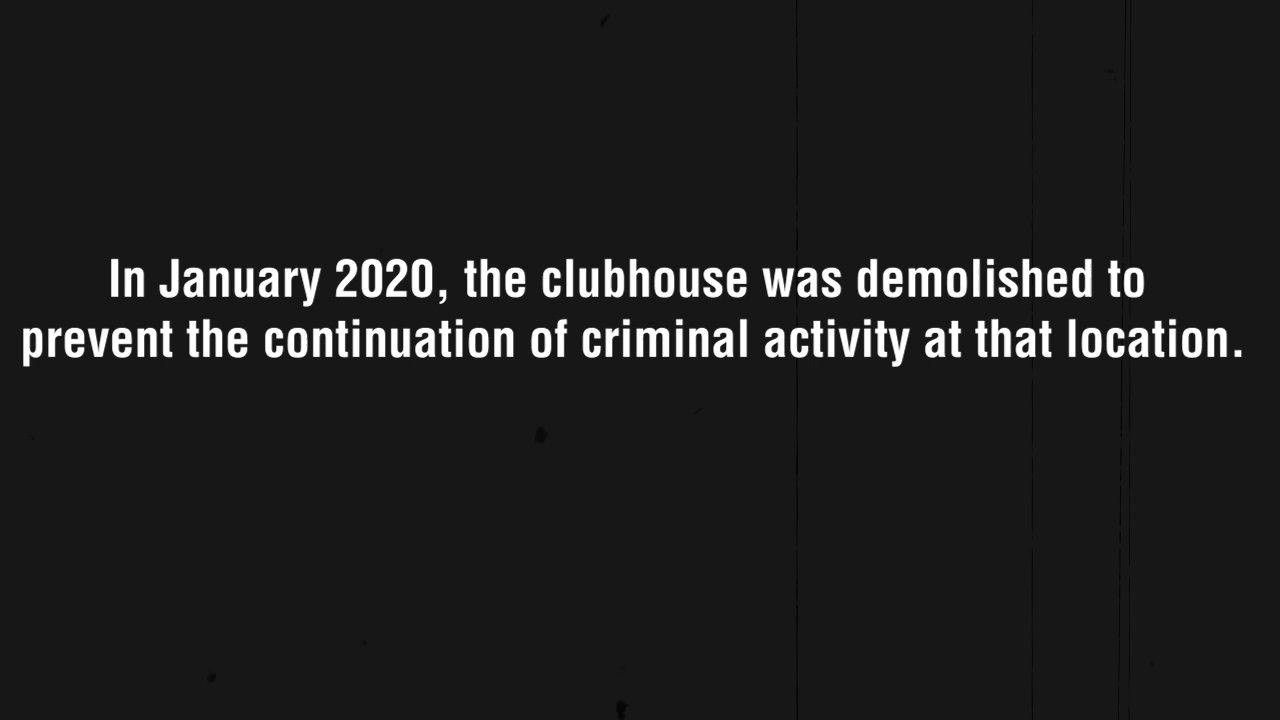 In January 2020, the clubhouse was demolished to
prevent the continuation of criminal activity at that location.